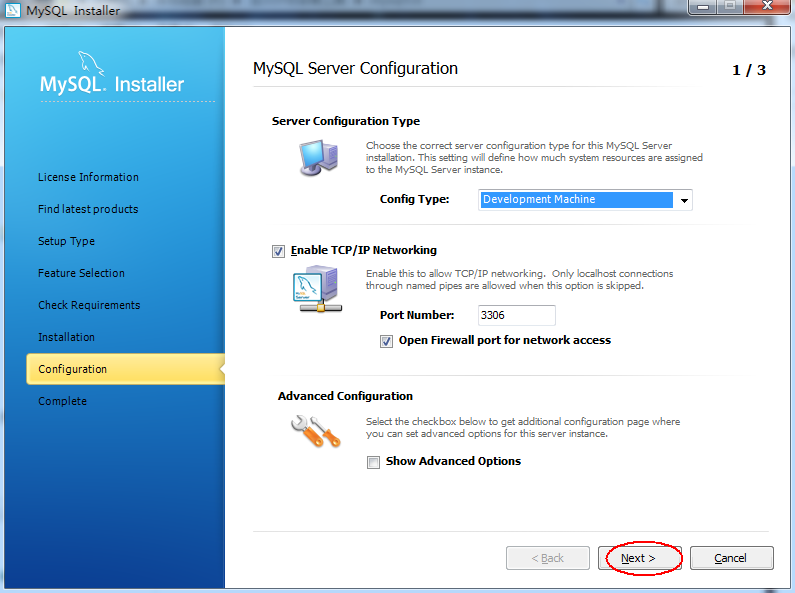 MySQL Installer
MySQL. Installer
License Information
Find latest products
Setup Type
Feature Selection
Check Requirements
Installation
Configuration
Complete
MySQL Server Configuration
1 / 3
Server Configuration Type
Choose the correct server configuration type for this MySQL Server
installation. This setting will define how much system resources are assigned
to the MySQL Server instance.
Config Type:
Development Machine
Enable TCP/IP Networking
Enable this to allow TCP/IP networking. Only localhost connections
through named pipes are allowed when this option is skipped.
Port Number:
3306
Open Firewall port for network access
Advanced Configuration
Select the checkbox below to get additional configuration page where
you can set advanced options for this server instance.
Show Advanced Options
< Back
Next >
Cancel